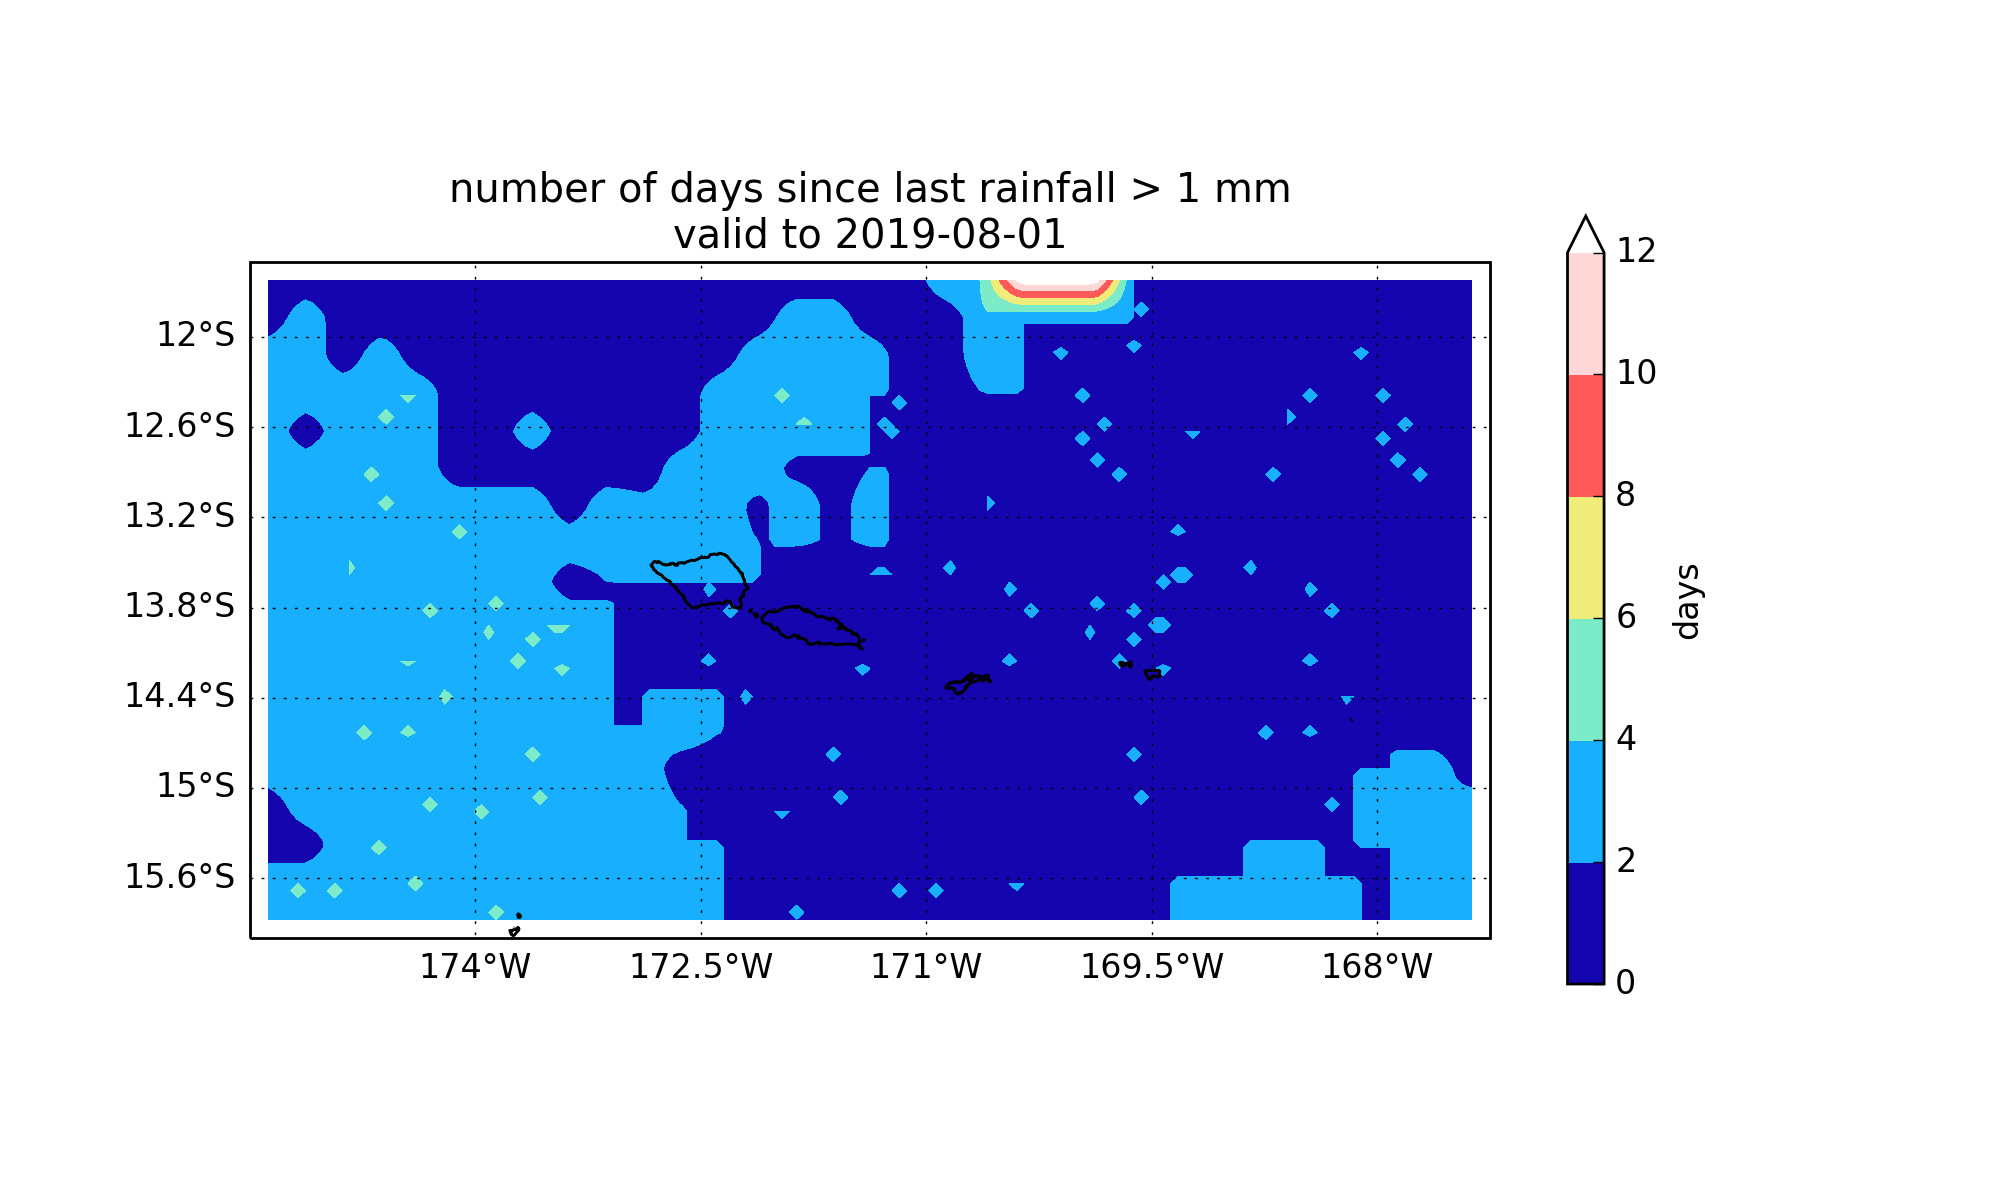 number of days since last rainfall > 1 mm
valid to 2019-08-01
12°S
12.6°S
13.2°S
13.8°S
14.4°S
15°S
15.6°S
174°W
172.5°W
171°W
169.5°W
168°W
12
10
8
6
4
2
0
days